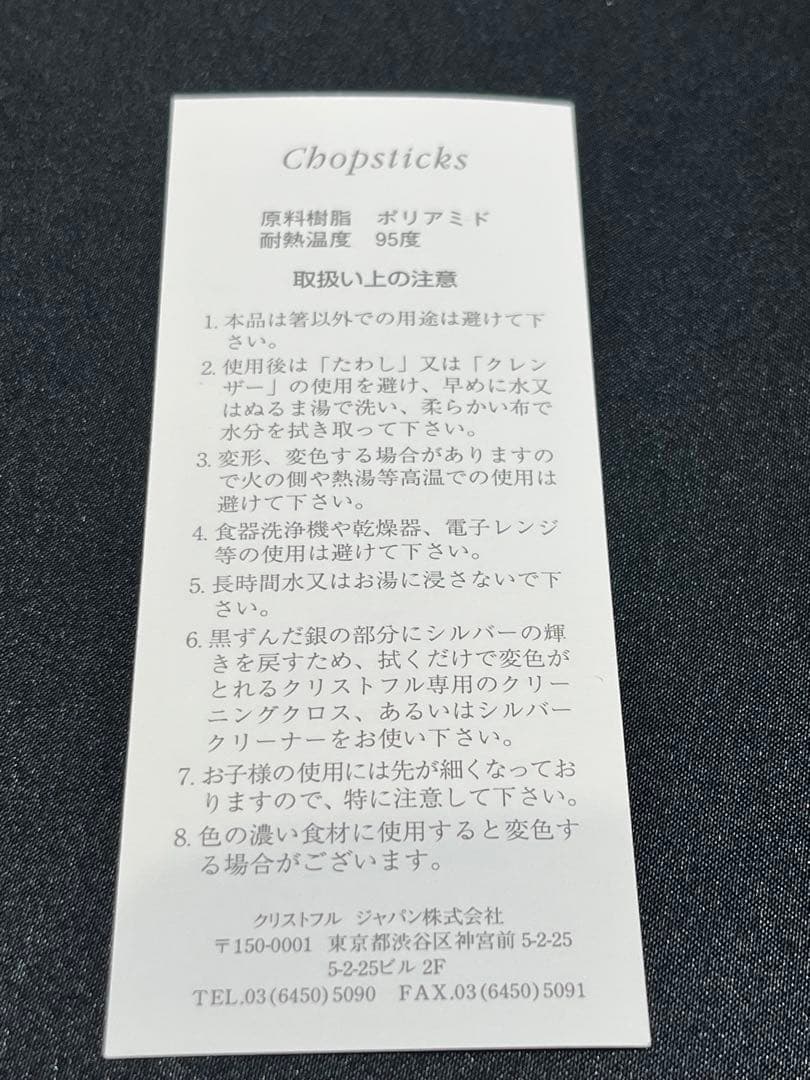 Chopsticks
原料樹脂　ポリアミド
耐熱温度　95度
取扱い上の注意
1. 本品は箸以外での用途は避けて下
さい。
2. 使用後は「たわし」又は「クレン
ザー」の使用を避け、早めに水又
はぬるま湯で洗い、柔らかい布で
水分を拭き取って下さい。
3. 変形、変色する場合がありますの
で火の側や熱湯等高温での使用は
避けて下さい。
4. 食器洗浄機や乾燥器、電子レンジ
等の使用は避けて下さい。
5. 長時間水又はお湯に浸さないで下
さい。
6. 黒ずんだ銀の部分にシルバーの輝
きを戻すため、拭くだけで変色が
とれるクリストフル専用のクリー
ニングクロス、あるいはシルバー
クリーナーをお使い下さい。
7. お子様の使用には先が細くなってお
りますので、特に注意して下さい。
8. 色の濃い食材に使用すると変色す
る場合がございます。
クリストフル ジャパン株式会社
〒150-0001 東京都渋谷区神宮前 5-2-25
5-2-25ビル 2F
TEL.03(6450)5090　FAX.03(6450)5091